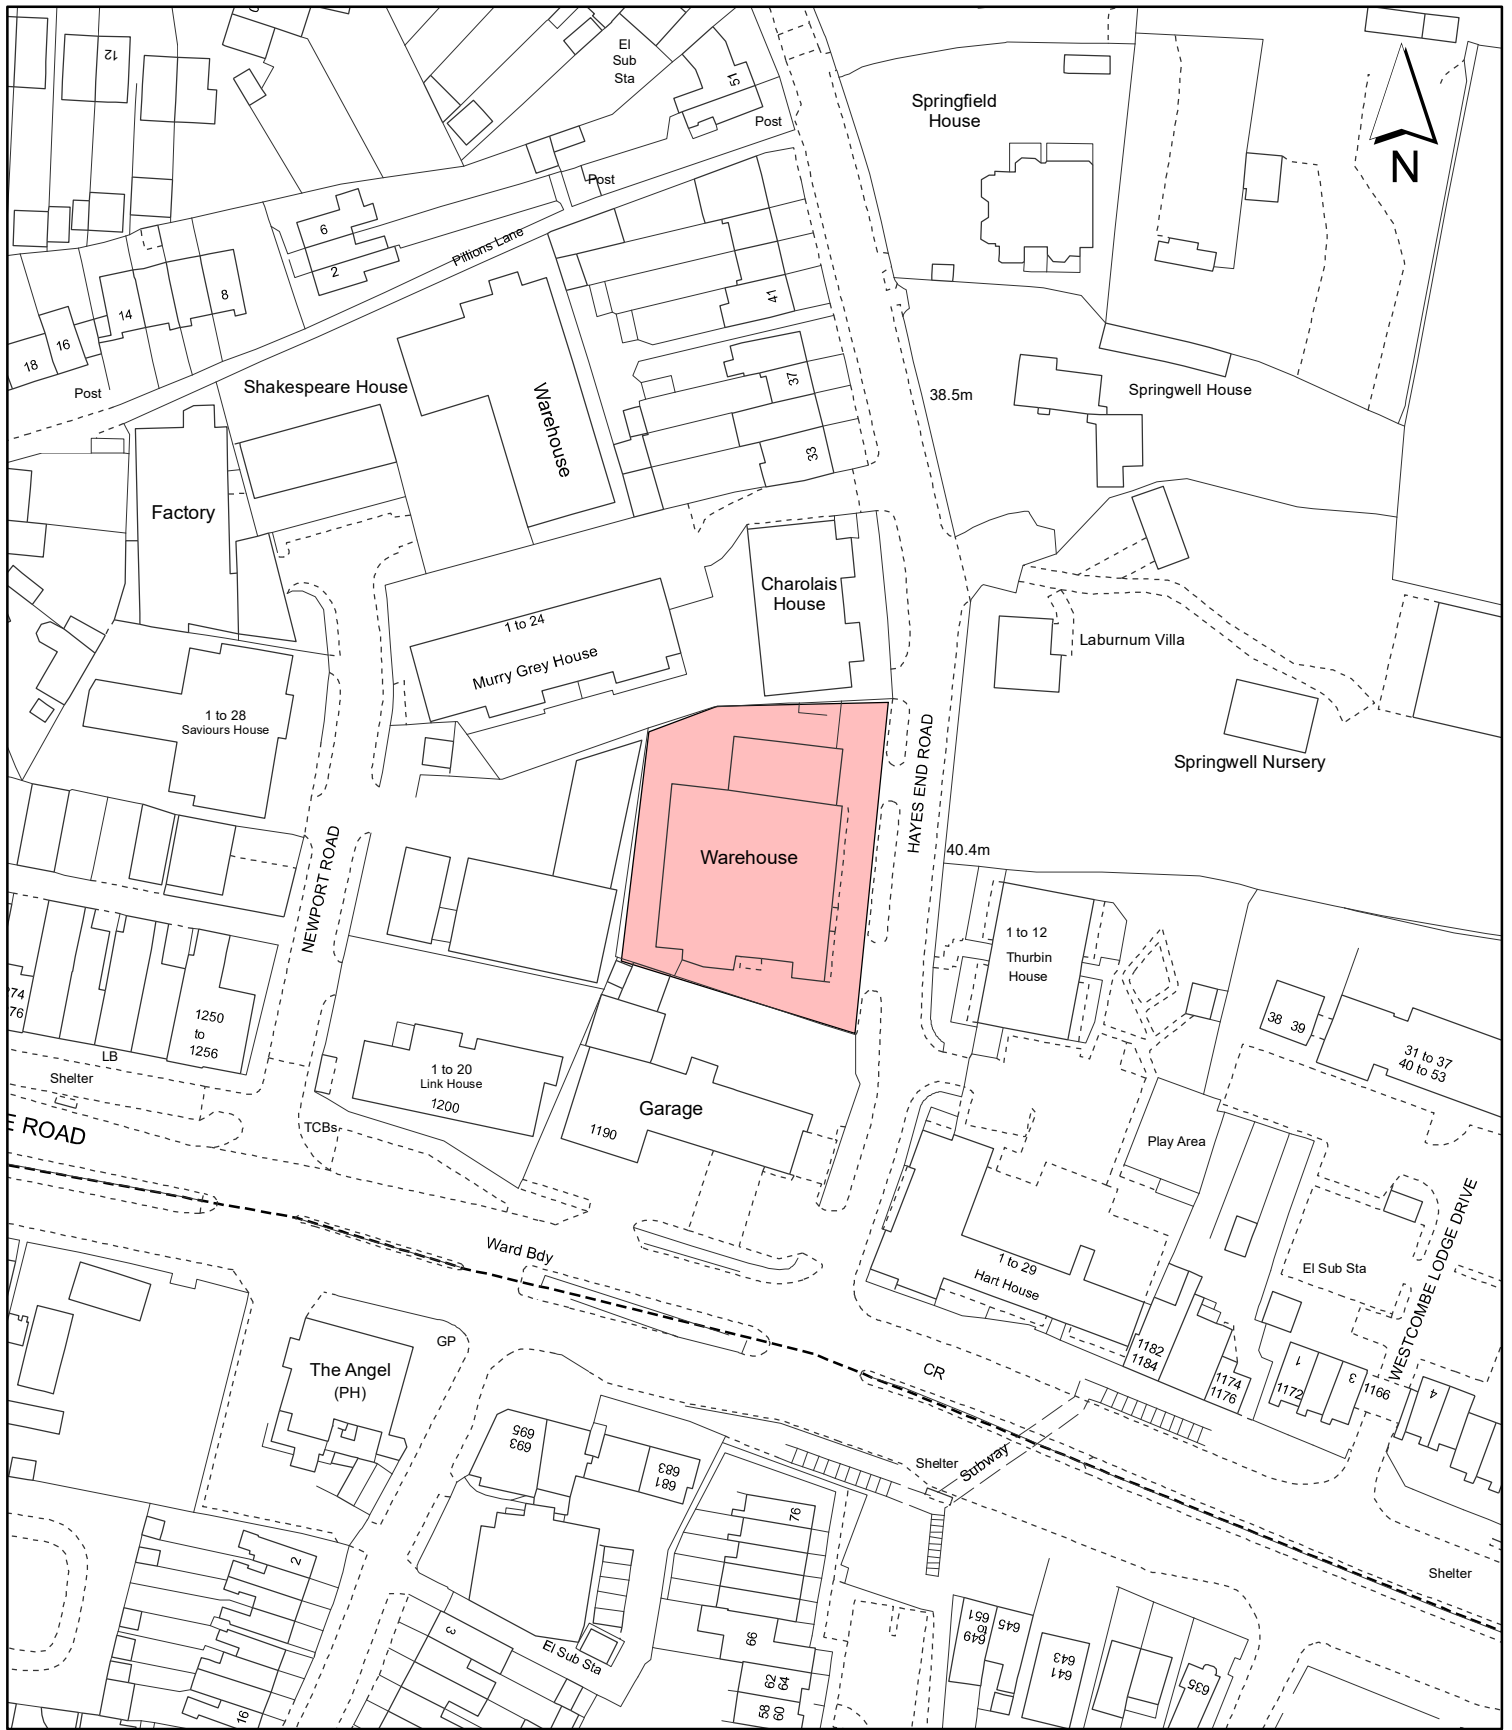 12
El
Sub
Sta
51
Post
Springfield
House
N
Post
6
2
Pillions Lane
8
14
16
18
Post
41
37
33
38.5m
Springwell House
Shakespeare House
Warehouse
Factory
Charolais
House
1 to 24
Murry Grey House
Laburnum Villa
1 to 28
Saviours House
Springwell Nursery
HAYES END ROAD
NEWPORT ROAD
Warehouse
40.4m
1 to 12
Thurbin
House
74
76
1250
to
1256
LB
Shelter
38 39
31 to 37
40 to 53
1 to 20
Link House
1200
Garage
1190
E ROAD
TCBs
Play Area
WESTCOMBE LODGE DRIVE
Ward Bdy
1 to 29
Hart House
El Sub Sta
GP
The Angel
(PH)
CR
1182
1184
1174
1176
1
1172
3
1166
4
693
695
681
683
Shelter
Subway
76
2
Shelter
3
El Sub Sta
66
649
to
651
645
641
643
635
62
64
58
60
16